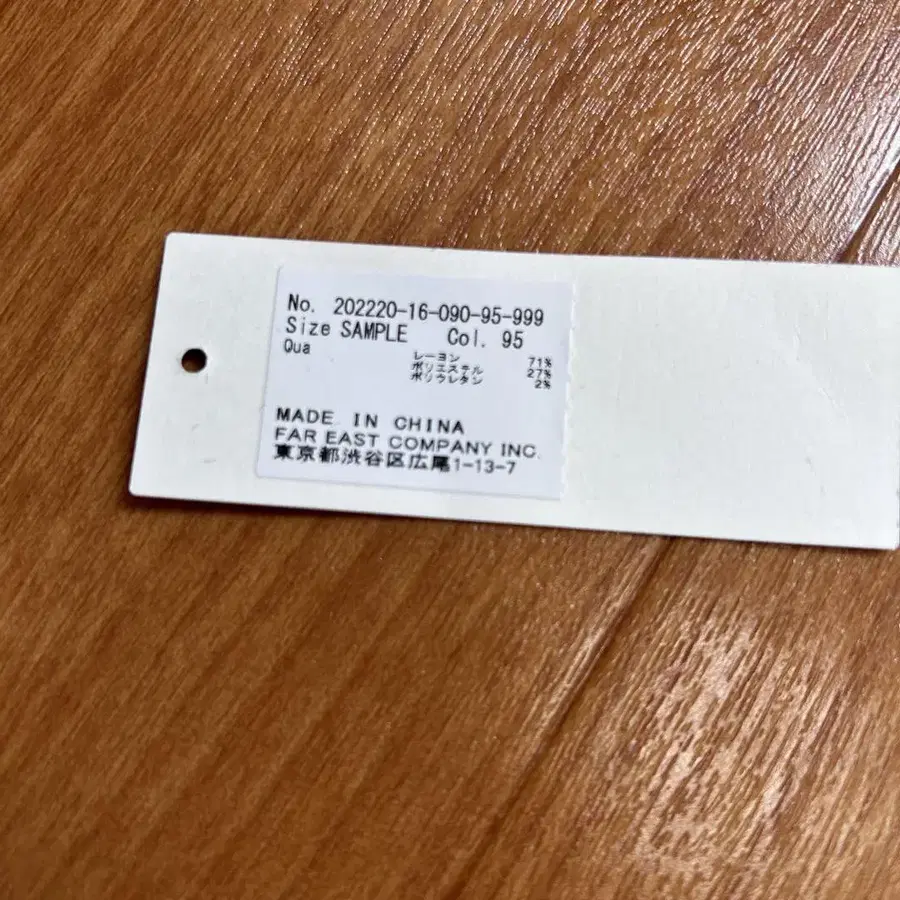 No. 202220-16-090-95-999
Size SAMPLE Col. 95
Qua レーヨン 71%
ポリエステル 27%
ポリウレタン 2%
MADE IN CHINA
FAR EAST COMPANY INC.
東京都渋谷区広尾1-13-7